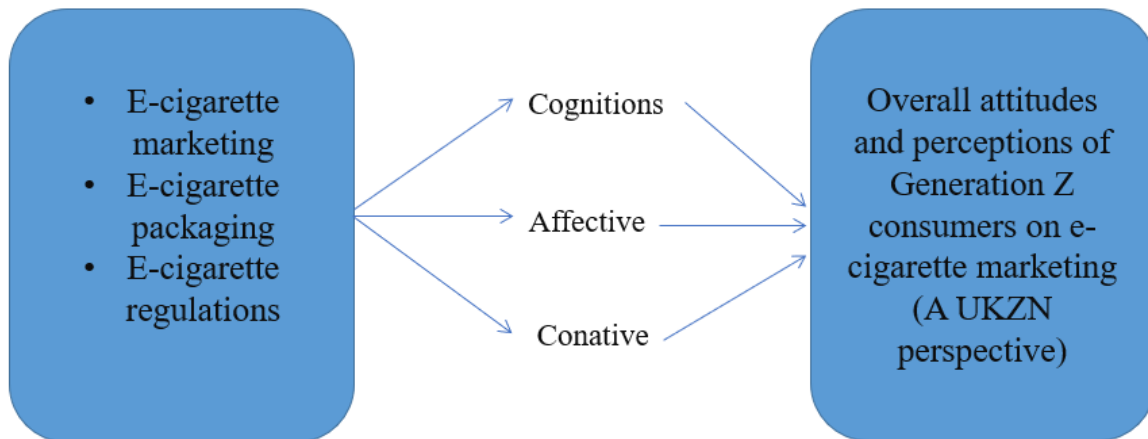 • E-cigarette
marketing
• E-cigarette
packaging
• E-cigarette
regulations
Cognitions
Affective
Conative
Overall attitudes
and perceptions of
Generation Z
consumers on e-
cigarette marketing
(A UKZN
perspective)